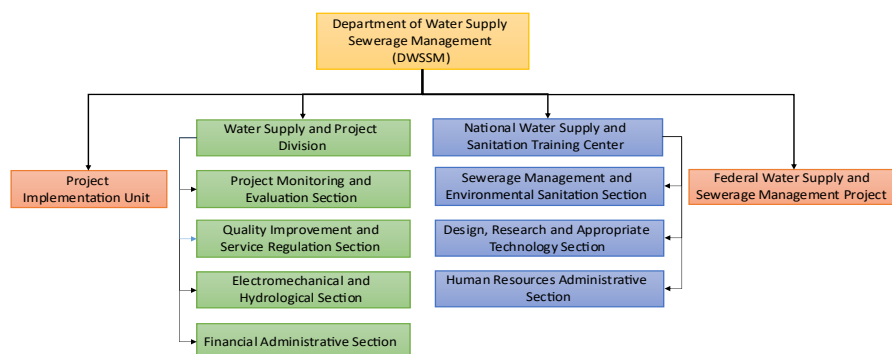 Department of Water Supply
Sewerage Management
(DWSSM)
Water Supply and Project
Division
National Water Supply and
Sanitation Training Center
Project
Implementation Unit
Project Monitoring and
Evaluation Section
Sewerage Management and
Environmental Sanitation Section
Federal Water Supply and
Sewerage Management Project
Quality Improvement and
Service Regulation Section
Design, Research and Appropriate
Technology Section
Electromechanical and
Hydrological Section
Human Resources Administrative
Section
Financial Administrative Section